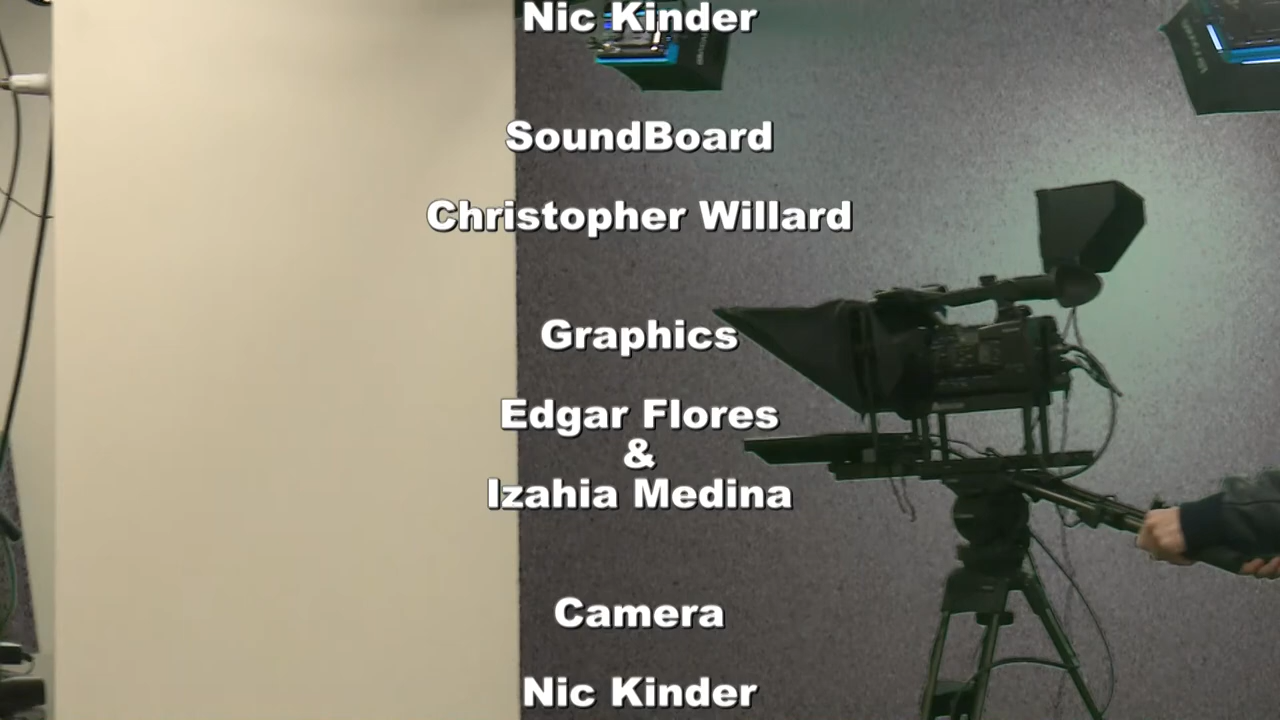 Nic Kinder
SoundBoard
Christopher Willard
Graphics
Edgar Flores
&
Izahia Medina
Camera
Nic Kinder